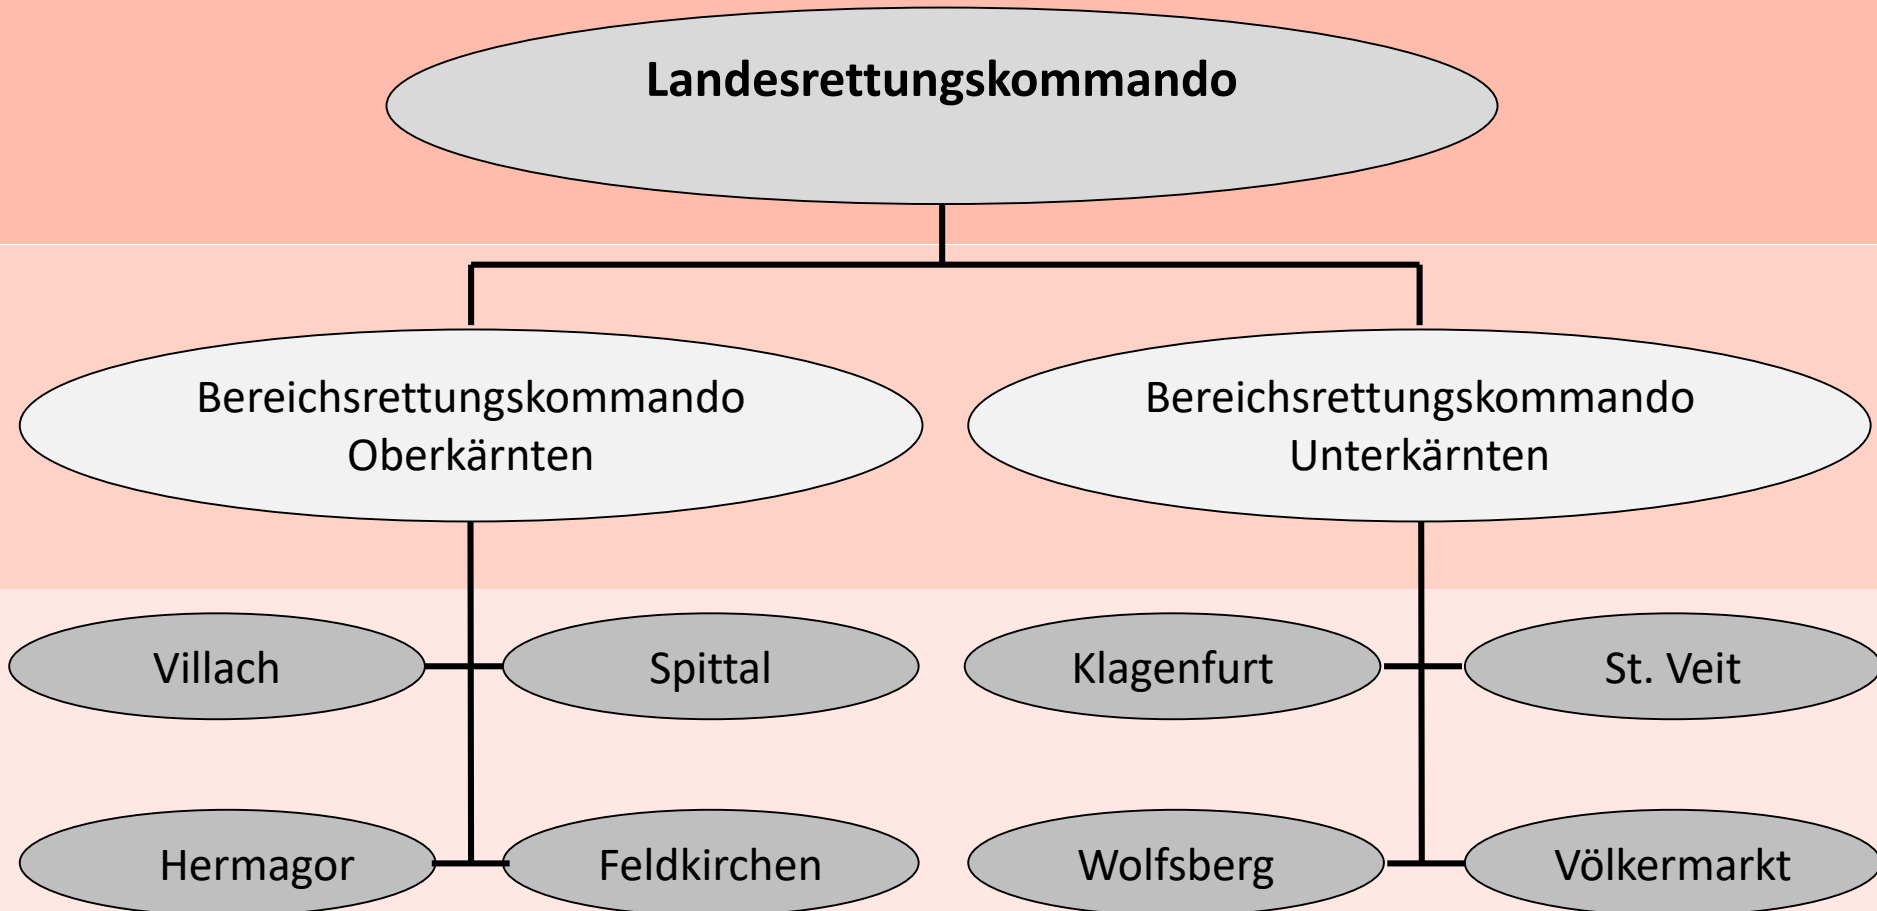 Landesrettungskommando
Bereichsrettungskommando
Oberkärnten
Bereichsrettungskommando
Unterkärnten
Villach
Spittal
Klagenfurt
St. Veit
Hermagor
Feldkirchen
Wolfsberg
Völkermarkt